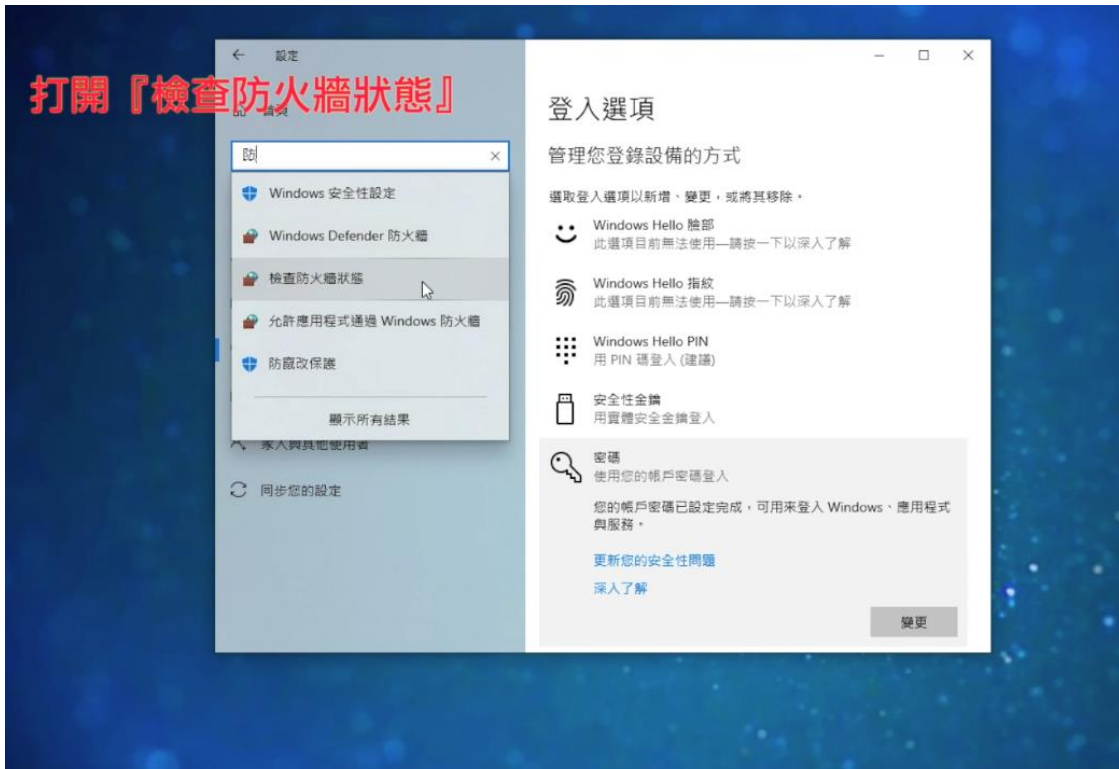 設定
打開『檢查防火牆狀態』
首頁
防
Windows 安全性設定
Windows Defender 防火牆
檢查防火牆狀態
允許應用程式通過 Windows 防火牆
防竄改保護
顯示所有結果
家人與其他使用者
同步您的設定
登入選項
管理您登錄設備的方式
選取登入選項以新增、變更，或將其移除。
Windows Hello 臉部
此選項目前無法使用—請按一下以深入了解
Windows Hello 指紋
此選項目前無法使用—請按一下以深入了解
Windows Hello PIN
用 PIN 碼登入 (建議)
安全性金鑰
用實體安全金鑰登入
密碼
使用您的帳戶密碼登入
您的帳戶密碼已設定完成，可用來登入 Windows、應用程式
與服務。
更新您的安全性問題
深入了解
變更